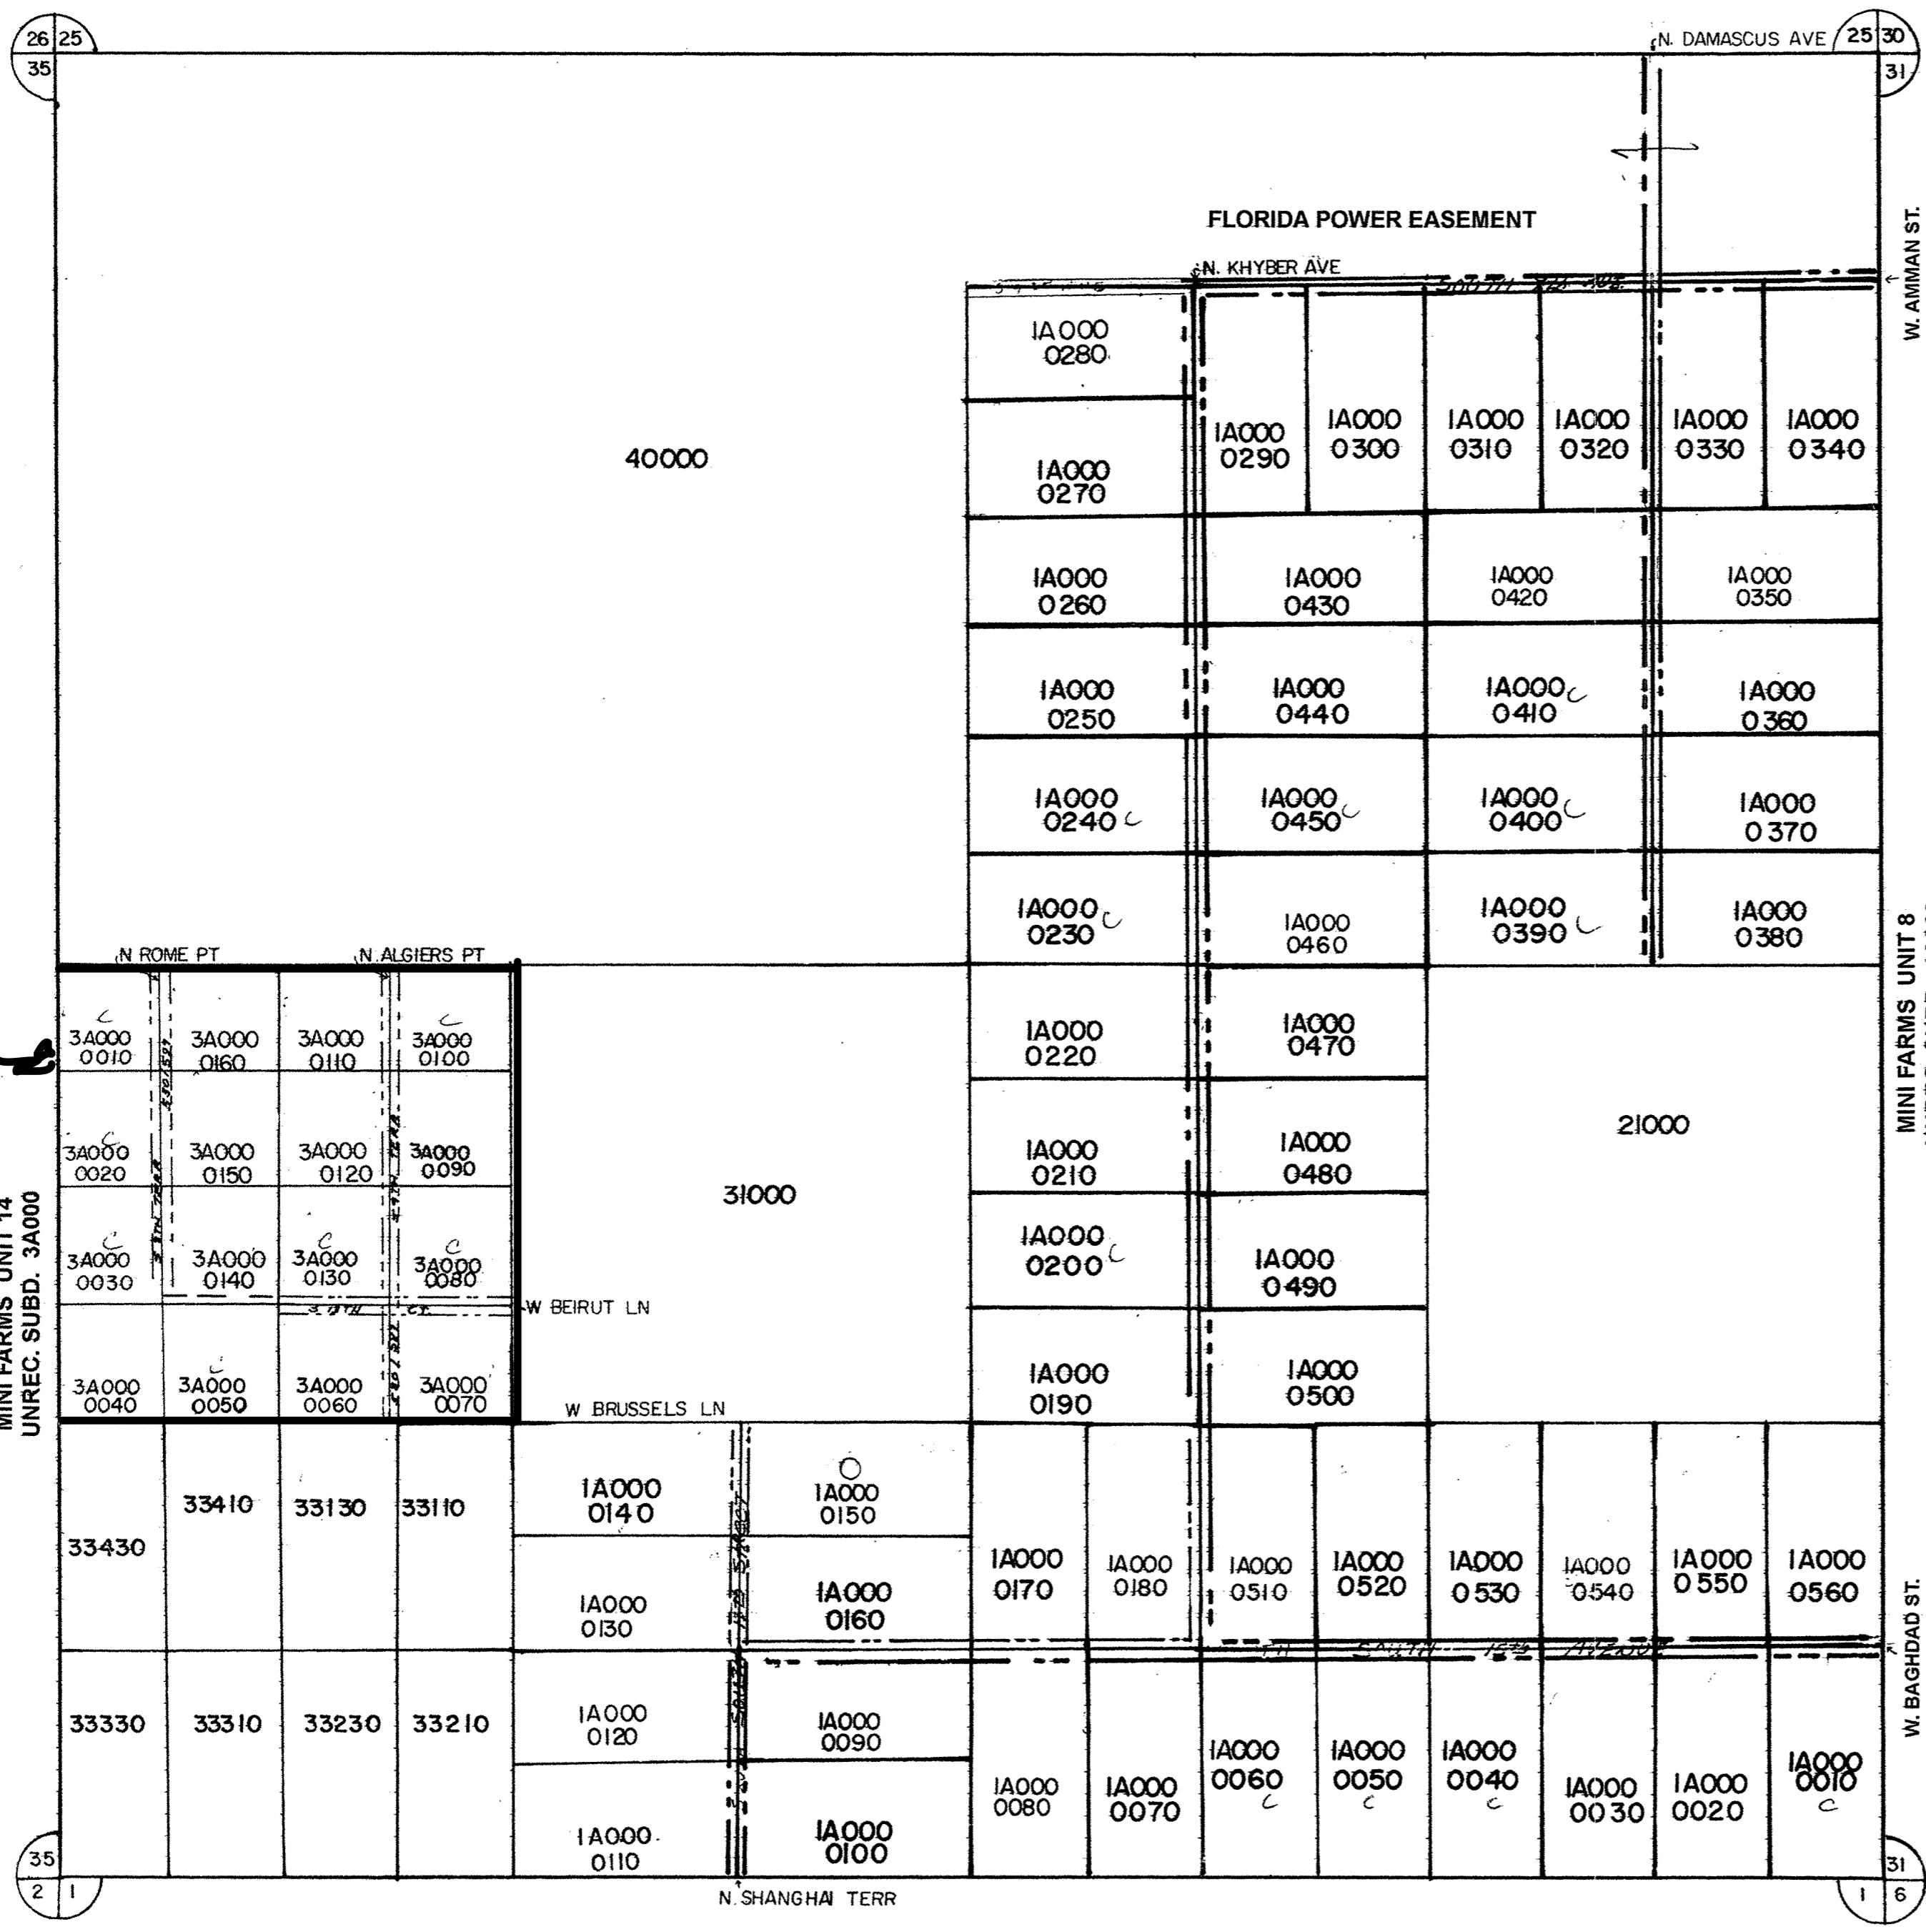 26 25
35
N. DAMASCUS AVE
25 30
31
W. AMMAN ST.
FLORIDA POWER EASEMENT
N. KHYBER AVE
1A000
0280
40000
1A000
0270
1A000
0290
1A000
0300
1A000
0310
1A000
0320
1A000
0330
1A000
0340
1A000
0260
1A000
0430
1A000
0420
1A000
0350
1A000
0250
1A000
0440
1A000 C
0410
1A000
0360
1A000
0240 C
1A000 C
0450
1A000 C
0400
1A000
0370
1A000 C
0230
1A000
0460
1A000 C
0390
1A000
0380
MINI FARMS UNIT 8
N ROME PT
N. ALGIERS PT
C
3A000
0010
3A000
0160
3A000
0110
C
3A000
0100
1A000
0220
1A000
0470
C
3A000
0020
3A000
0150
3A000
0120
3A000
0090
31000
1A000
0210
1A000
0480
21000
MINI FARMS UNIT 14
UNREC. SUBD. 3A000
C
3A000
0030
3A000
0140
C
3A000
0130
C
3A000
0080
1A000
0200 C
1A000
0490
W BEIRUT LN
3A000
0040
C
3A000
0050
3A000
0060
3A000
0070
W BRUSSELS LN
1A000
0190
1A000
0500
33430
33410
33130
33110
1A000
0140
1A000
0150
1A000
0130
1A000
0160
1A000
0170
1A000
0180
1A000
0510
1A000
0520
1A000
0530
1A000
0540
1A000
0550
1A000
0560
SOUTH 15th AVENUE
W. BAGHDAD ST.
33330
33310
33230
33210
1A000
0120
1A000
0090
1A000
0110
1A000
0100
1A000
0080
1A000
0070
1A000
0060
C
1A000
0050
C
1A000
0040
C
1A000
0030
1A000
0020
1A000
0010
C
35
2 1
N. SHANGHAI TERR
31
1 6